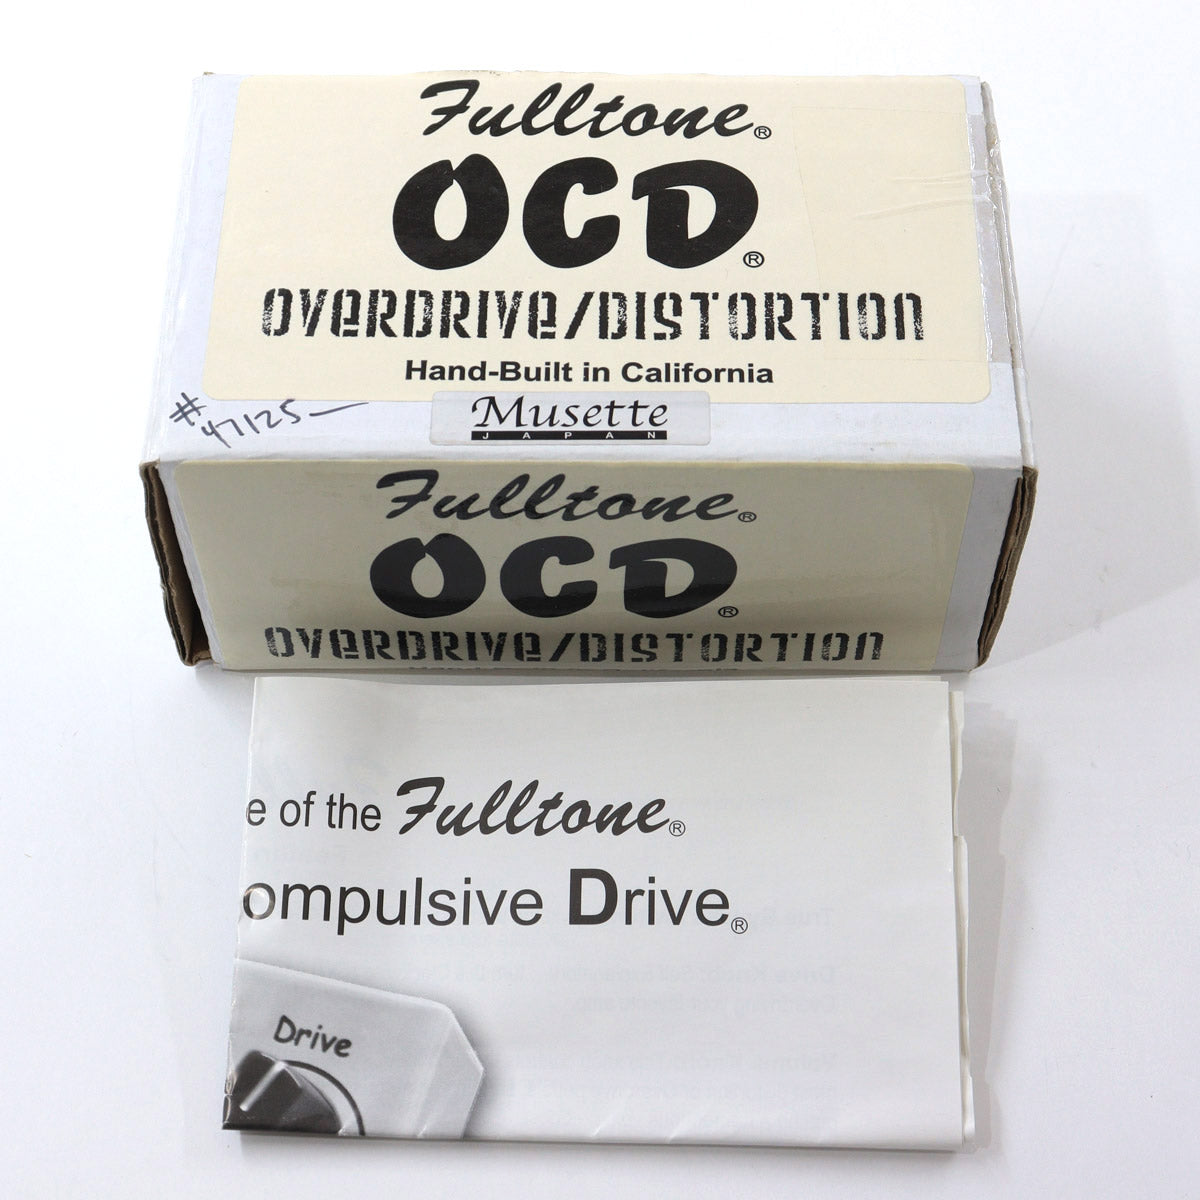 Fulltone®
OCD®
OVERDRIVE/DISTORTION
Hand-Built in California
#47125
Musette
JAPAN
Fulltone®
OCD®
OVERDRIVE/DISTORTION
e of the Fulltone®
ompulsive Drive®
Drive